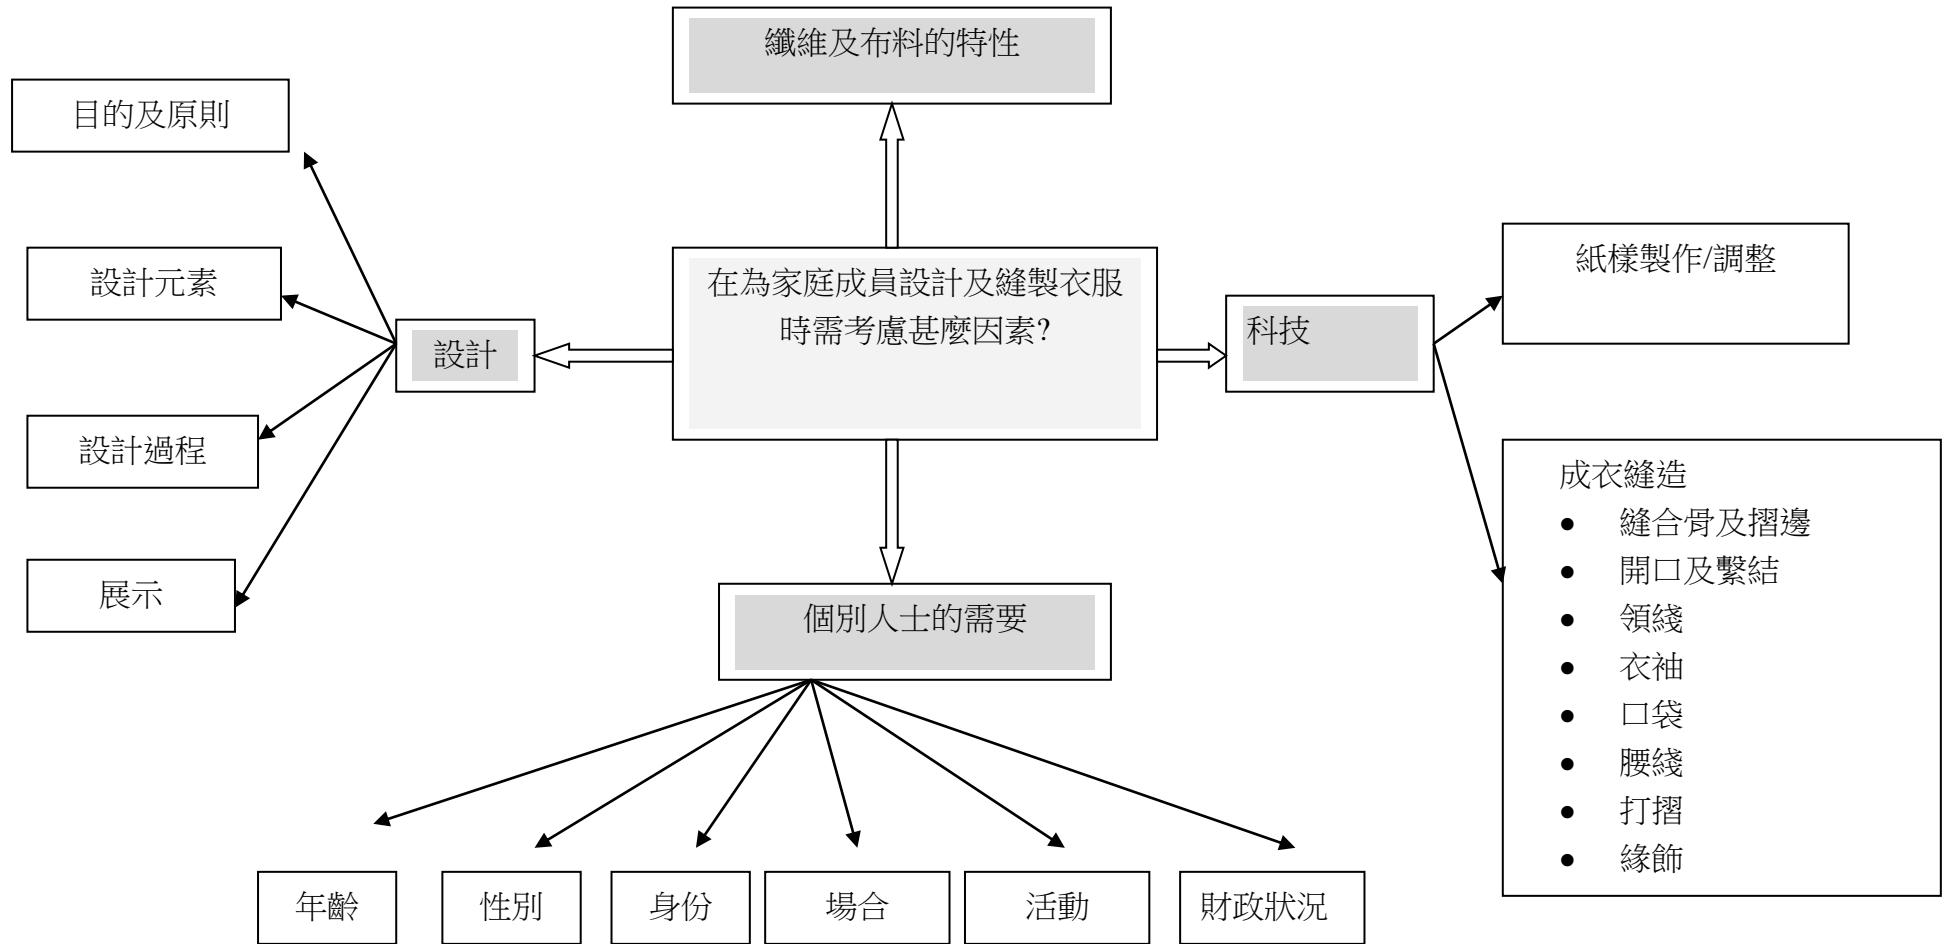 纖維及布料的特性
目的及原則
設計元素
在為家庭成員設計及縫製衣服
時需考慮甚麼因素?
紙樣製作/調整
設計
科技
設計過程
成衣縫造
● 縫合骨及摺邊
● 開口及繫結
● 領綫
● 衣袖
● 口袋
● 腰綫
● 打摺
● 緣飾
展示
個別人士的需要
年齡
性別
身份
場合
活動
財政狀况